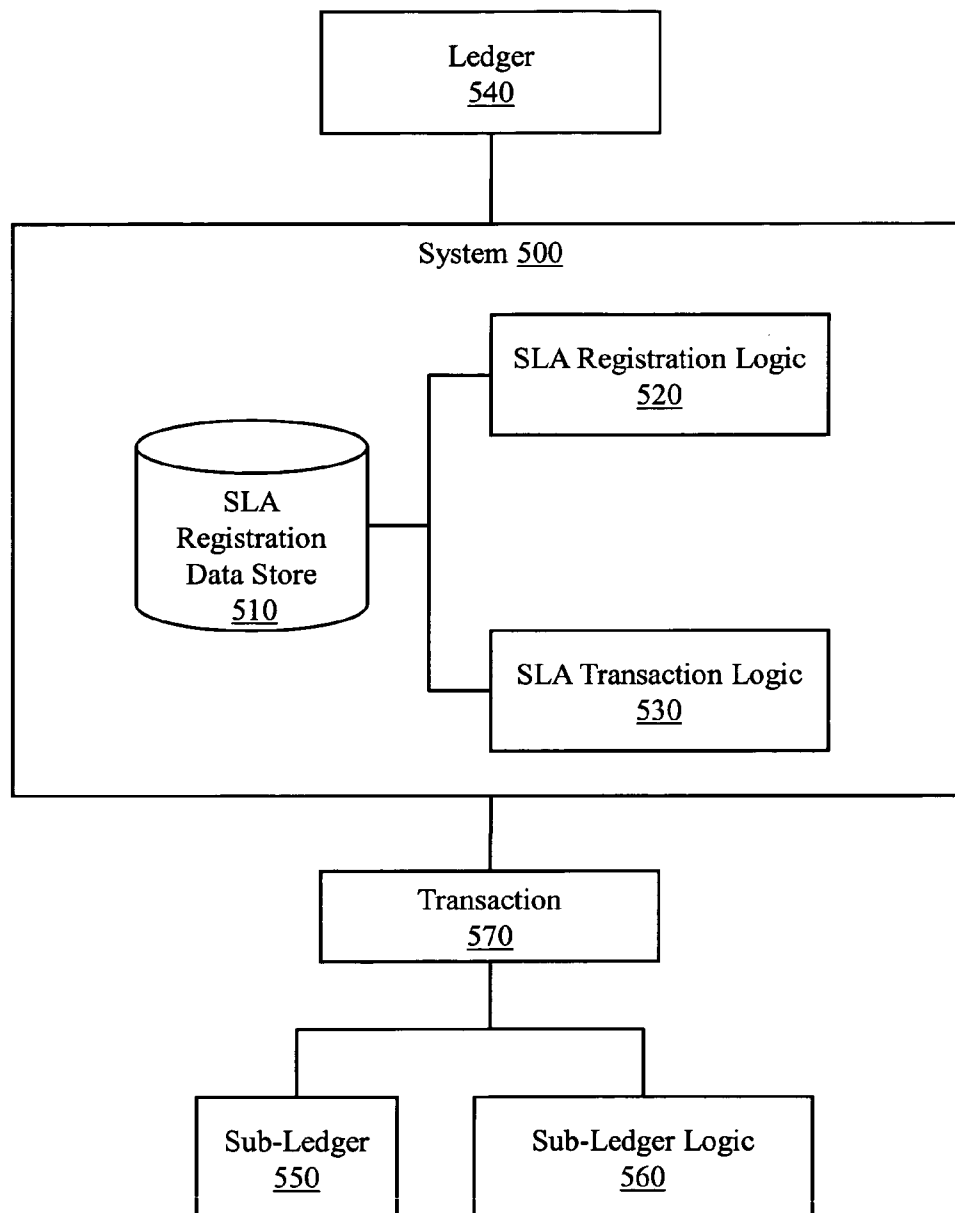 Ledger
540
System 500
SLA Registration Logic
520
SLA
Registration
Data Store
510
SLA Transaction Logic
530
Transaction
570
Sub-Ledger
550
Sub-Ledger Logic
560